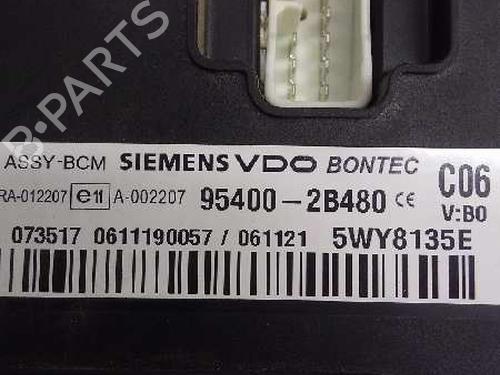 B-PARTS
ASSY-BCM SIEMENS VDO BONTEC C06
RA-012207 e11 A-002207 95400-2B480 CE V:B0
073517 0611190057 / 061121 5WY8135E